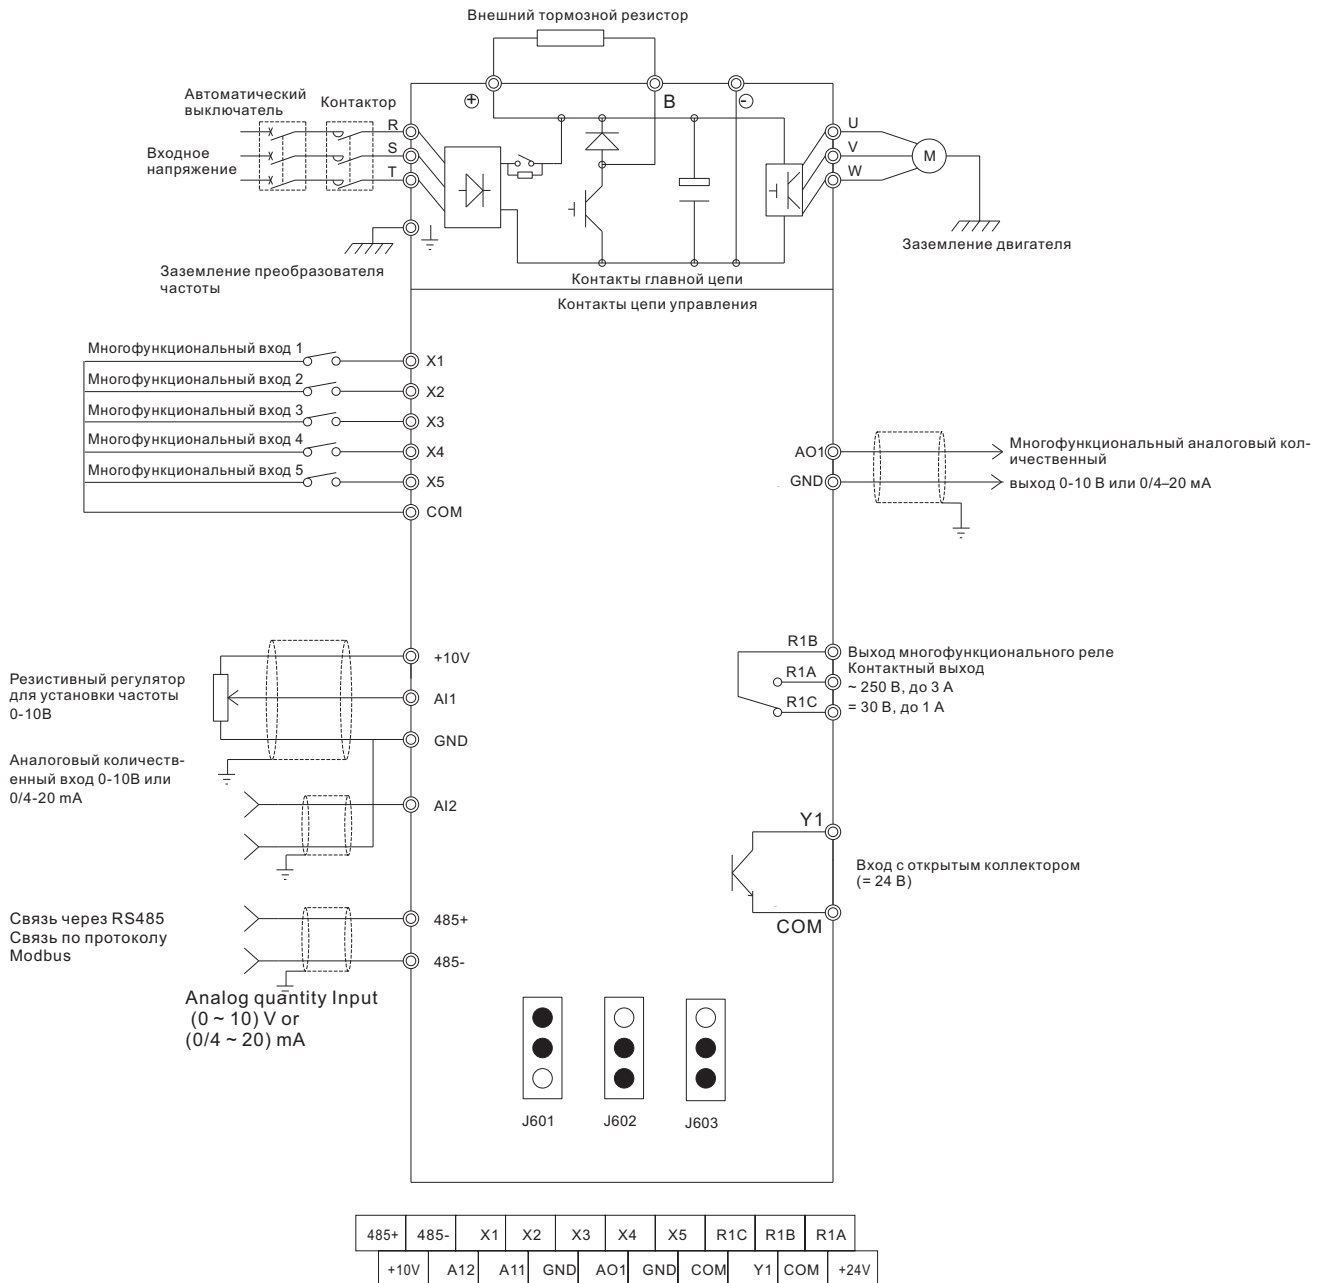 Внешний тормозной резистор
Автоматический
выключатель
Контактор
B
R
S
T
Входное
напряжение
U
V
W
M
Заземление двигателя
Заземление преобразователя
частоты
Контакты главной цепи
Контакты цепи управления
Многофункциональный вход 1
X1
Многофункциональный вход 2
X2
Многофункциональный вход 3
X3
Многофункциональный вход 4
X4
Многофункциональный вход 5
X5
COM
AO1
GND
Многофункциональный аналоговый кол-
ичественный
выход 0-10 В или 0/4–20 мА
Резистивный регулятор
для установки частоты
0-10В
+10V
AI1
GND
Аналоговый количеств-
енный вход 0-10В или
0/4-20 mA
AI2
R1B
R1A
R1C
Выход многофункционального реле
Контактный выход
~ 250 В, до 3 А
= 30 В, до 1 А
Y1
COM
Вход с открытым коллектором
(= 24 В)
Связь через RS485
Связь по протоколу
Modbus
485+
485-
Analog quantity Input
(0 ~ 10) V or
(0/4 ~ 20) mA
J601
J602
J603
485+ 485- X1 X2 X3 X4 X5 R1C R1B R1A
+10V A12 A11 GND AO1 GND COM Y1 COM +24V